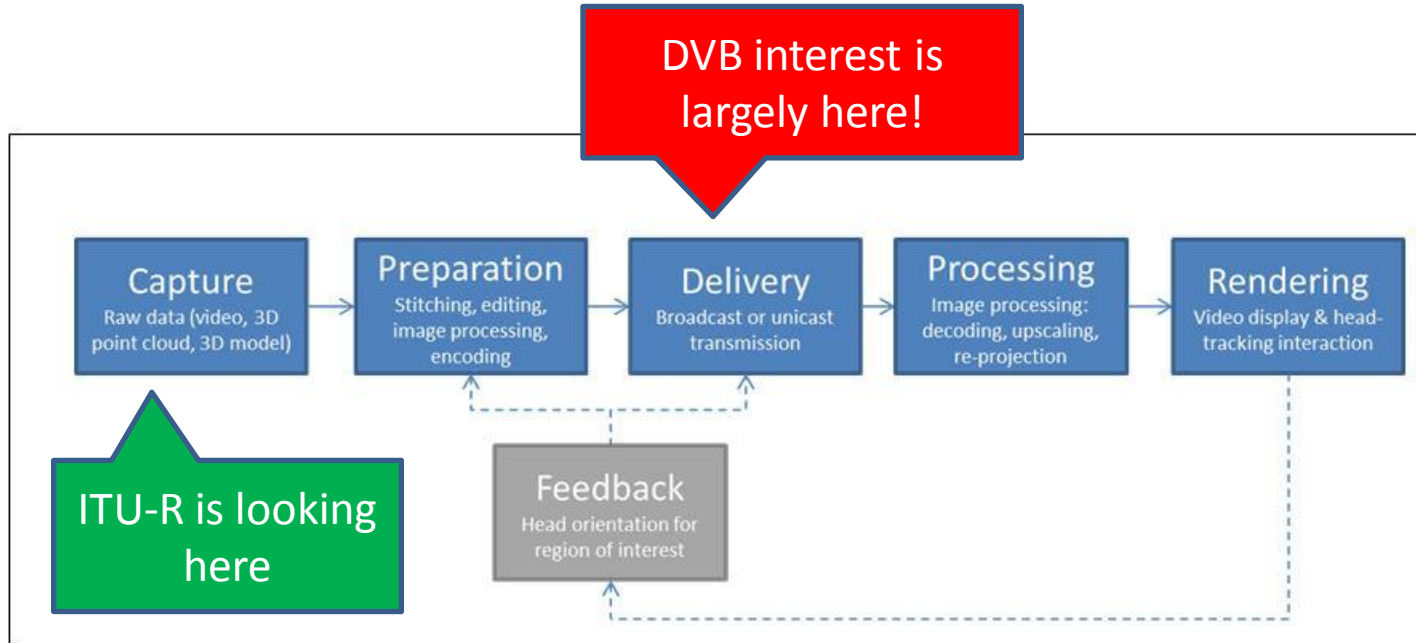 DVB interest is
largely here!
Capture
Raw data (video, 3D
point cloud, 3D model)
Preparation
Stitching, editing,
image processing,
encoding
Delivery
Broadcast or unicast
transmission
Processing
Image processing:
decoding, upscaling,
re-projection
Rendering
Video display & head-
tracking interaction
ITU-R is looking
here
Feedback
Head orientation for
region of interest